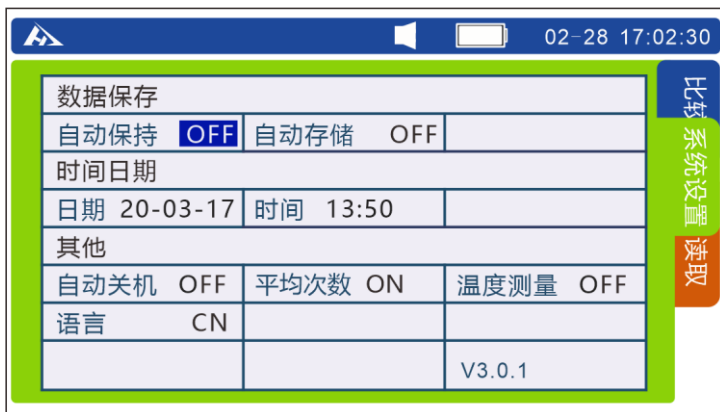 02-28 17:02:30
数据保存
自动保持 OFF 自动存储 OFF
时间日期
日期 20-03-17 时间 13:50
其他
自动关机 OFF 平均次数 ON 温度测量 OFF
语言 CN
V3.0.1
比较
系统设置
读取